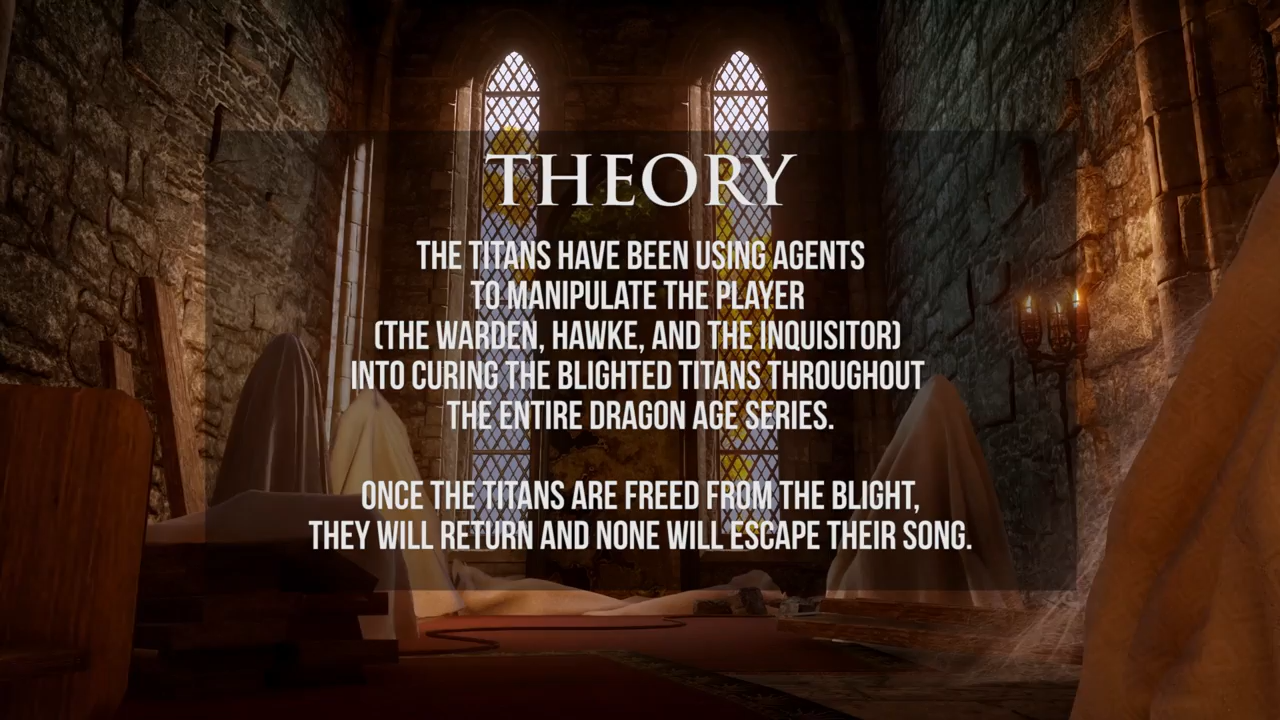 THEORY
THE TITANS HAVE BEEN USING AGENTS
TO MANIPULATE THE PLAYER
(THE WARDEN, HAWKE, AND THE INQUISITOR)
INTO CURING THE BLIGHTED TITANS THROUGHOUT
THE ENTIRE DRAGON AGE SERIES.
ONCE THE TITANS ARE FREED FROM THE BLIGHT,
THEY WILL RETURN AND NONE WILL ESCAPE THEIR SONG.